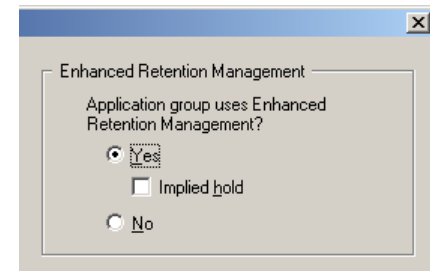 Enhanced Retention Management
Application group uses Enhanced
Retention Management?
Yes
Implied hold
No